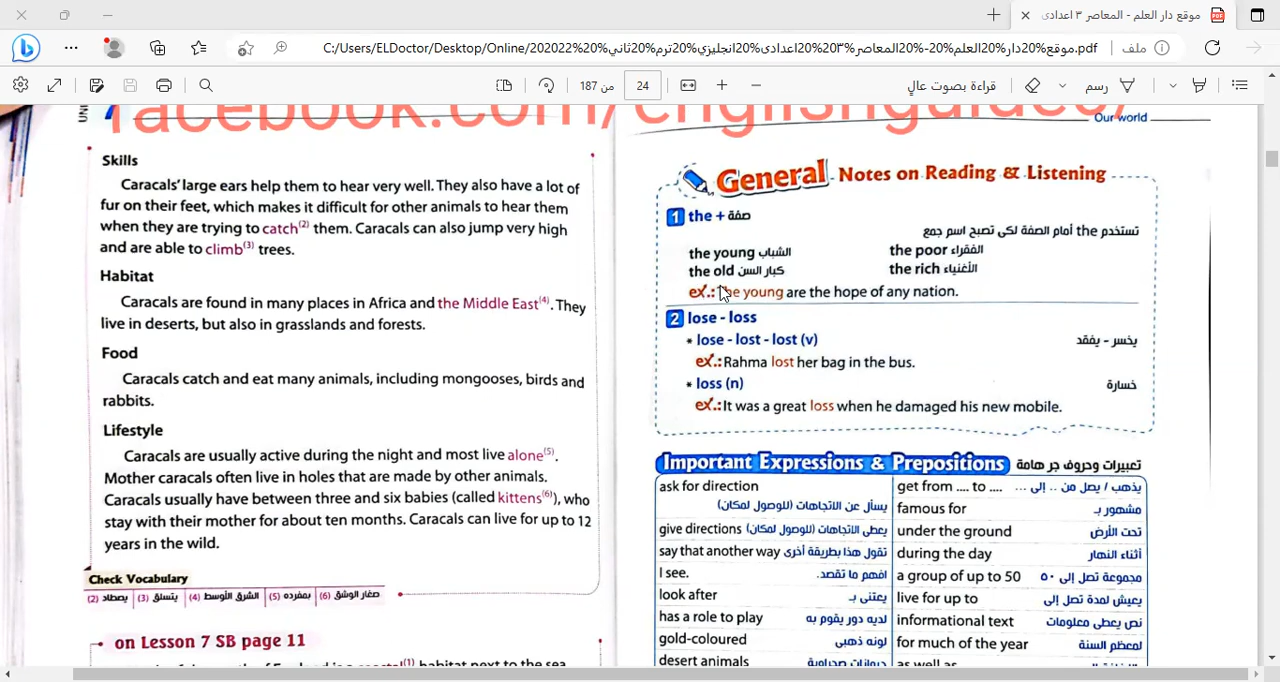 موقع دار العلم - المعاصر ٣ اعدادى
C:/Users/ELDoctor/Desktop/Online/202022%20%ترم%20ثاني%20انجليزي%20اعدادى%20٣%20المعاصر%20-%20العلم%20دار%20موقع.pdf
ملف
قراءة بصوت عالٍ
رسم
24
من 187
facebook.com/englishguide6/
Our world
Skills
Caracals' large ears help them to hear very well. They also have a lot of
fur on their feet, which makes it difficult for other animals to hear them
when they are trying to catch(2) them. Caracals can also jump very high
and are able to climb(3) trees.
Habitat
Caracals are found in many places in Africa and the Middle East(4). They
live in deserts, but also in grasslands and forests.
Food
Caracals catch and eat many animals, including mongooses, birds and
rabbits.
Lifestyle
Caracals are usually active during the night and most live alone(5).
Mother caracals often live in holes that are made by other animals.
Caracals usually have between three and six babies (called kittens(6)), who
stay with their mother for about ten months. Caracals can live for up to 12
years in the wild.
Check Vocabulary
(2) يصطاد (3) يتسلق (4) الشرق الأوسط (5) بمفرده (6) صغار الوشق
on Lesson 7 SB page 11
habitat next to the sea
General Notes on Reading & Listening
1 the + صفة
تستخدم the أمام الصفة لكى تصبح اسم جمع
the young الشباب the poor الفقراء
the old كبار السن the rich الأغنياء
ex.: The young are the hope of any nation.
2 lose - loss
* lose - lost - lost (v) يخسر - يفقد
ex.: Rahma lost her bag in the bus.
* loss (n) خسارة
ex.: It was a great loss when he damaged his new mobile.
Important Expressions & Prepositions تعبيرات وحروف جر هامة
ask for direction يسأل عن الاتجاهات (للوصول لمكان)
give directions يعطى الاتجاهات (للوصول لمكان)
say that another way تقول هذا بطريقة أخرى
I see. افهم ما تقصد.
look after يعتنى بـ
has a role to play لديه دور يقوم به
gold-coloured لونه ذهبى
desert animals حيوانات صحراوية
get from .... to .... يذهب / يصل من .. إلى ...
famous for مشهور بـ
under the ground تحت الأرض
during the day أثناء النهار
a group of up to 50 مجموعة تصل إلى ٥٠
live for up to يعيش لمدة تصل إلى
informational text نص يعطى معلومات
for much of the year لمعظم السنة
as well as